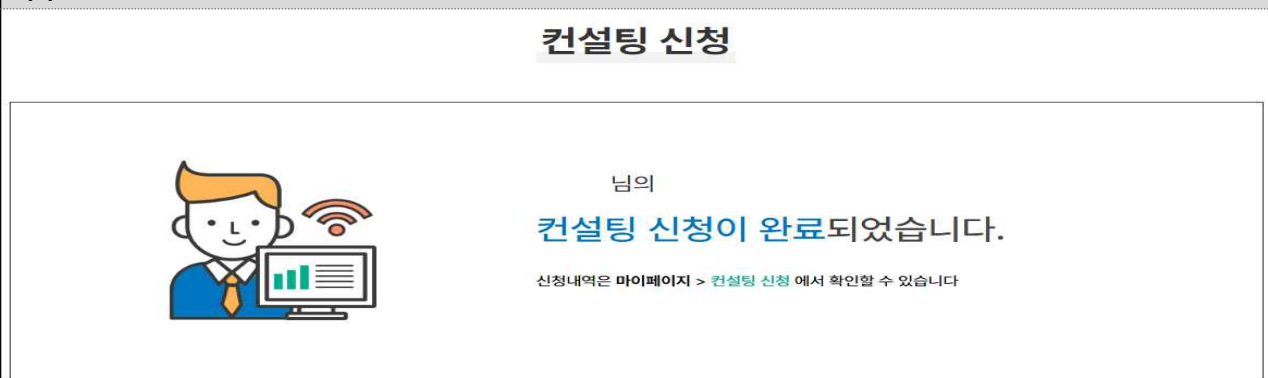 컨설팅 신청
님의
컨설팅 신청이 완료되었습니다.
신청내역은 마이페이지 > 컨설팅 신청 에서 확인할 수 있습니다